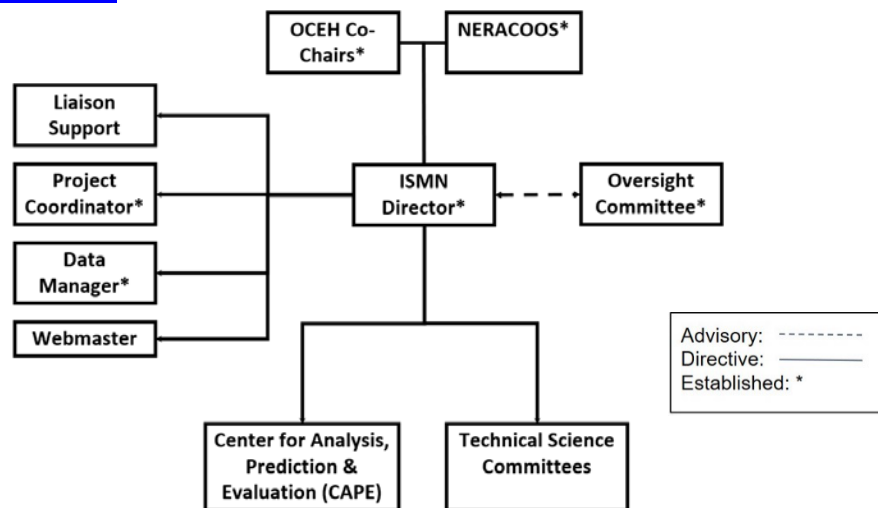 OCEH Co-
Chairs*
NERACOOS*
Liaison
Support
Project
Coordinator*
ISMN
Director*
Oversight
Committee*
Data
Manager*
Webmaster
Advisory:
Directive:
Established: *
Center for Analysis,
Prediction &
Evaluation (CAPE)
Technical Science
Committees